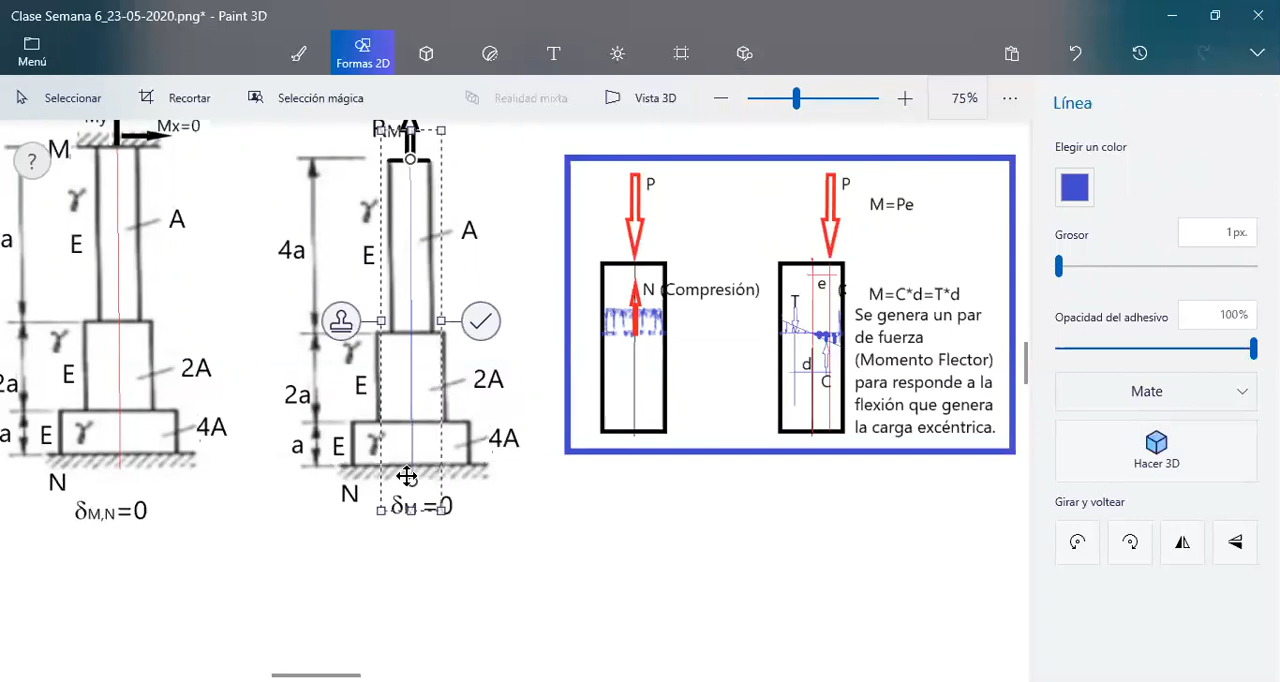 Clase Semana 6_23-05-2020.png* - Paint 3D
Menú
Formas 2D
Seleccionar
Recortar
Selección mágica
Realidad mixta
Vista 3D
75%
Línea
Elegir un color
Grosor
1px.
Opacidad del adhesivo
100%
Mate
Hacer 3D
Girar y voltear
?
Mx=0
M
a
γ
E
A
γ
E
2A
2a
a
E
γ
4A
N
δM,N=0
4a
γ
E
A
γ
E
2A
2a
a
E
γ
4A
N
=0
P
N (Compresión)
P
M=Pe
e
T
d
C
M=C*d=T*d
Se genera un par
de fuerza
(Momento Flector)
para responde a la
flexión que genera
la carga excéntrica.